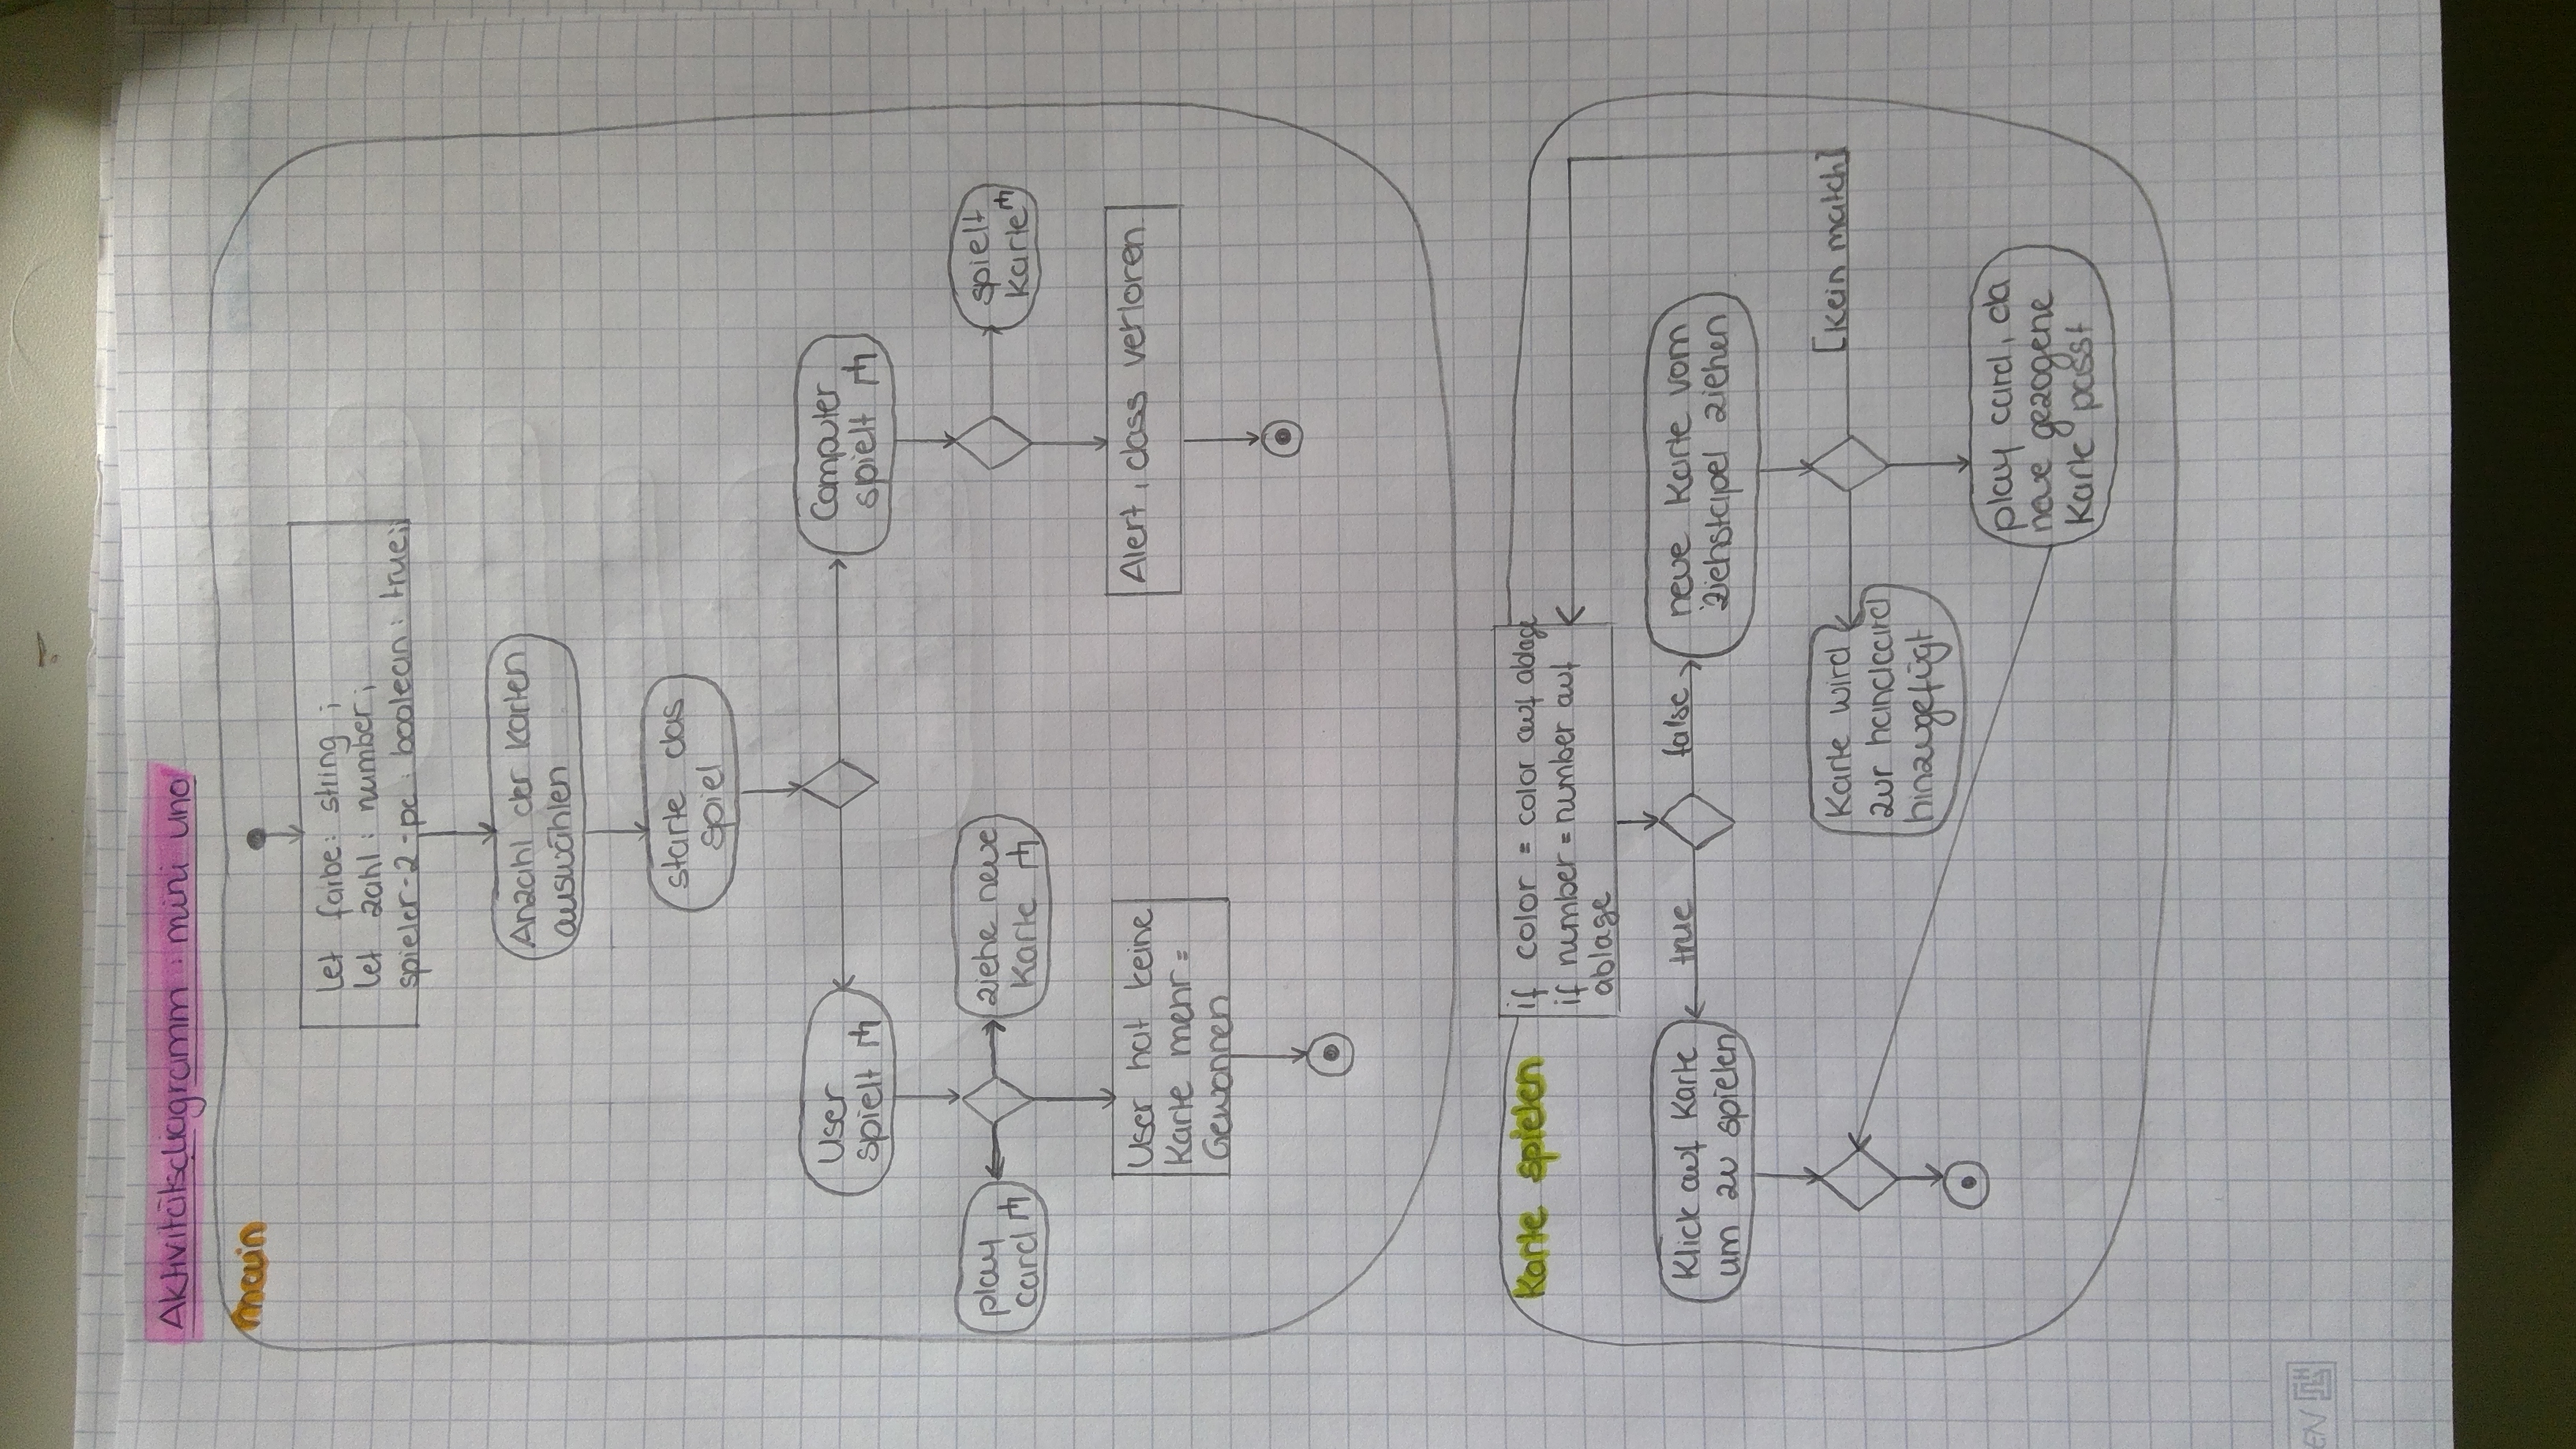 Aktivitätsdiagramm: mini uno
main
let farbe: string;
let zahl: number;
spieler-2-pc: boolean: true;
Anzahl der Karten
auswählen
starte das
spiel
User
spielt
Computer
spielt
play
card
ziehe neue
Karte
spielt
Karte
User hat keine
Karte mehr =
Gewonnen
Alert, dass verloren
Karte spielen
if color = color auf ablage
if number = number auf
ablage
Klick auf Karte
um zu spielen
true
false
neue Karte vom
Ziehstapel ziehen
Karte wird
zur handcard
hinzugefügt
[Kein match]
play card, da
neue gezogene
Karte passt
EN